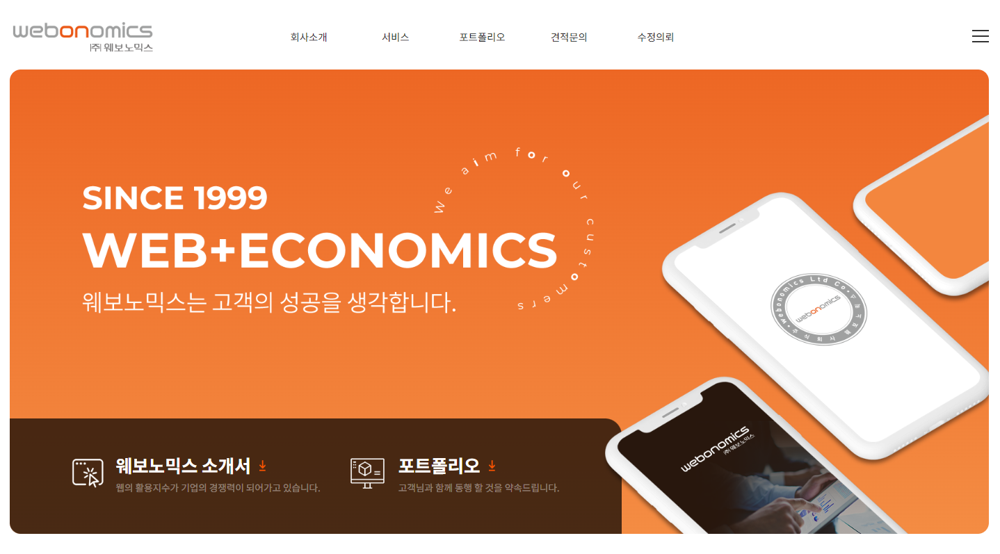 webonomics
㈜웨보노믹스
회사소개
서비스
포트폴리오
견적문의
수정의뢰
We aim for our customers
SINCE 1999
WEB+ECONOMICS
웨보노믹스는 고객의 성공을 생각합니다.
webonomics Ltd Co.
webonomics
주식회사 웹
webonomics
㈜웨보노믹스
웨보노믹스 소개서
웹의 활용지수가 기업의 경쟁력이 되어가고 있습니다.
포트폴리오
고객님과 함께 동행 할 것을 약속드립니다.